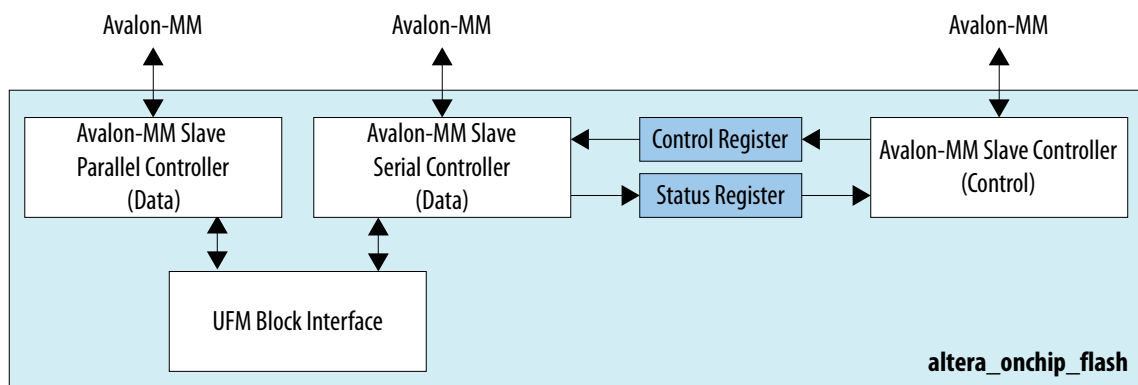 Avalon-MM
Avalon-MM
Avalon-MM
Avalon-MM Slave
Parallel Controller
(Data)
Avalon-MM Slave
Serial Controller
(Data)
Control Register
Status Register
Avalon-MM Slave Controller
(Control)
UFM Block Interface
altera_onchip_flash